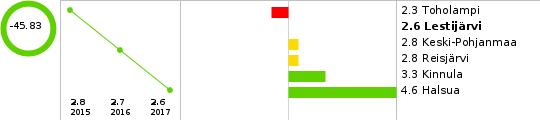 -45.83
2.8 2.7 2.6
2015 2016 2017
2.3 Toholampi
2.6 Lestijärvi
2.8 Keski-Pohjanmaa
2.8 Reisjärvi
3.3 Kinnula
4.6 Halsua